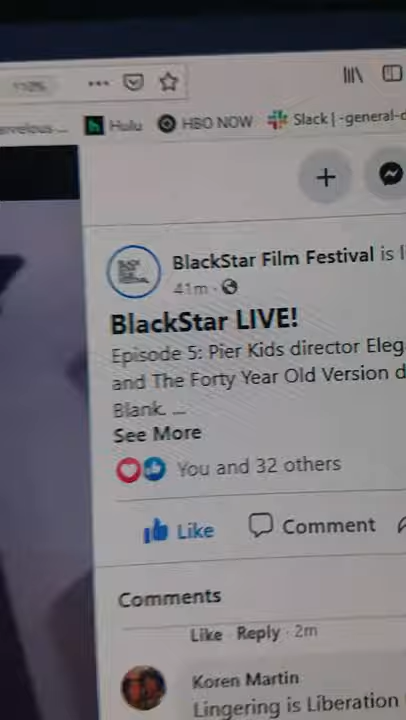 110%
Hulu
HBO NOW
Slack | -general-
BlackStar Film Festival is
41m
BlackStar LIVE!
Episode 5: Pier Kids director Eleg
and The Forty Year Old Version d
Blank. ...
See More
You and 32 others
Like
Comment
Comments
Like · Reply · 2m
Koren Martin
Lingering is Liberation